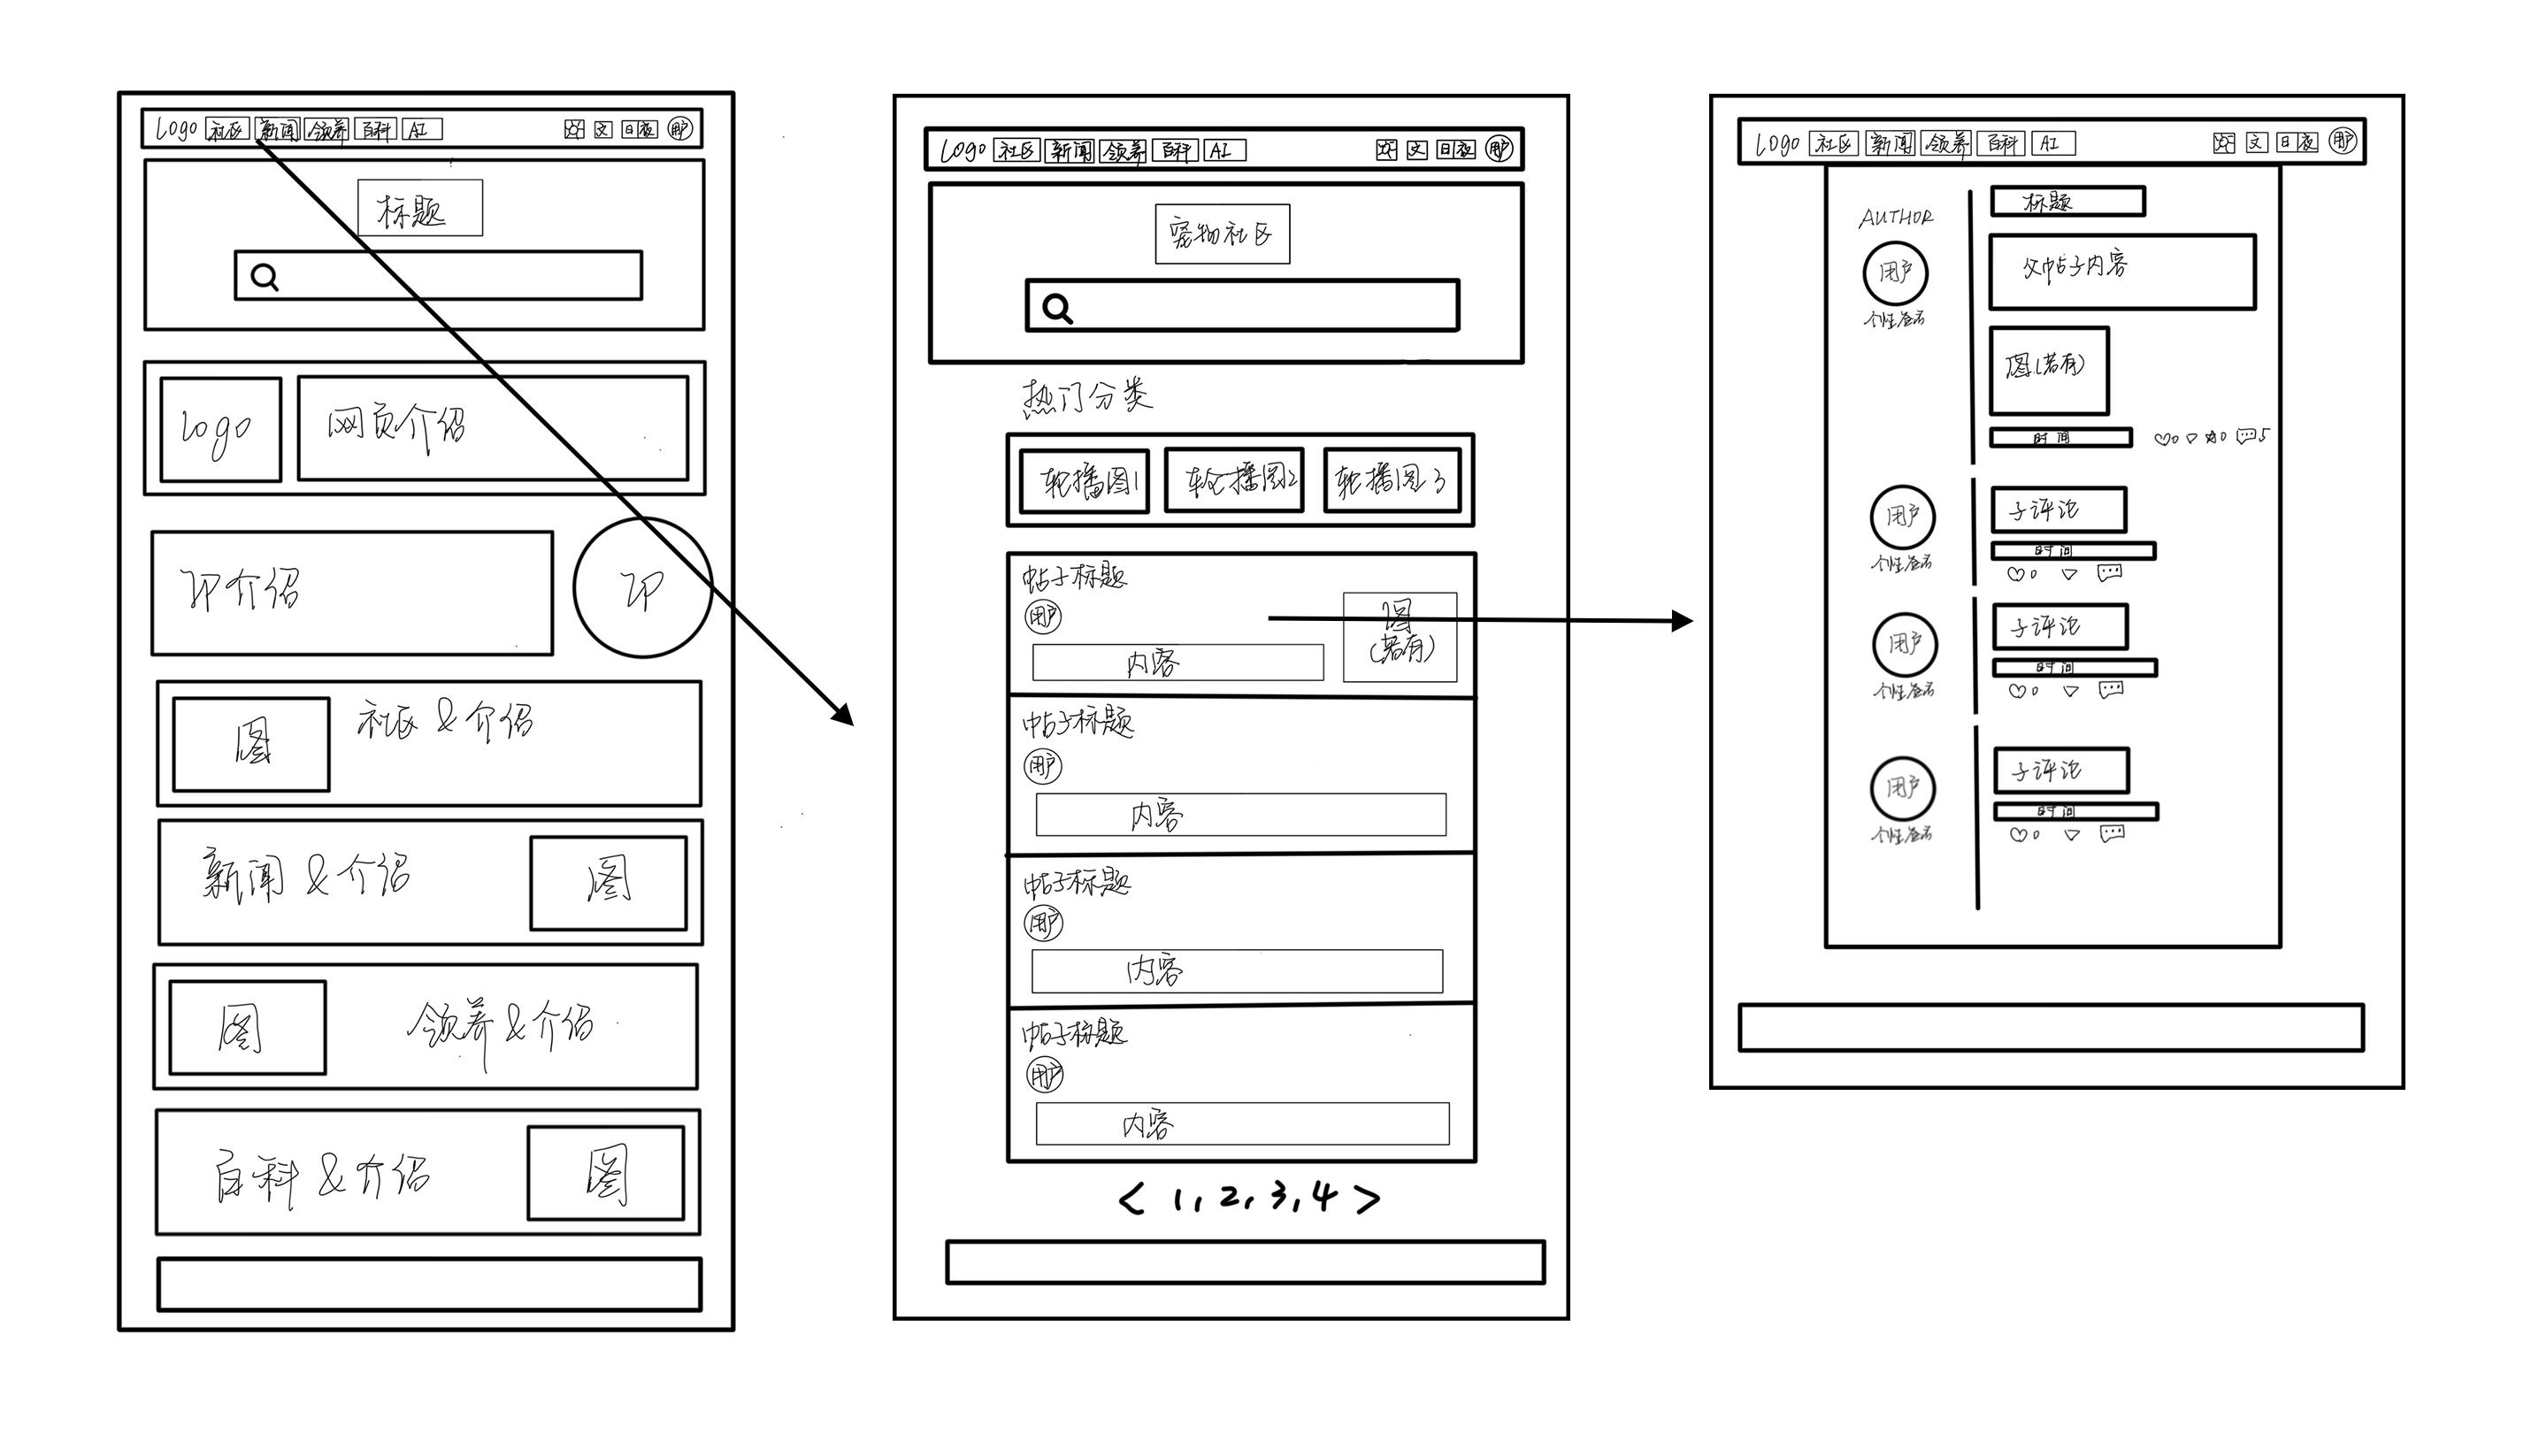 Logo 社区 新闻 领养 百科 AI 文 日夜 用户
标题
Logo 网页介绍
IP介绍 IP
图 社区 & 介绍
新闻 & 介绍 图
图 领养 & 介绍
百科 & 介绍 图
Logo 社区 新闻 领养 百科 AI 文 日夜 用户
宠物社区
热门分类
轮播图1 轮播图2 轮播图3
帖子标题
用户
图
(若有)
内容
帖子标题
用户
内容
帖子标题
用户
内容
帖子标题
用户
内容
< 1, 2, 3, 4 >
Logo 社区 新闻 领养 百科 AI 文 日夜 用户
标题
AUTHOR
用户
个性签名
父帖子内容
图(若有)
时间 0 0 5
用户
个性签名
子评论
时间
0
用户
个性签名
子评论
时间
0
用户
个性签名
子评论
时间
0